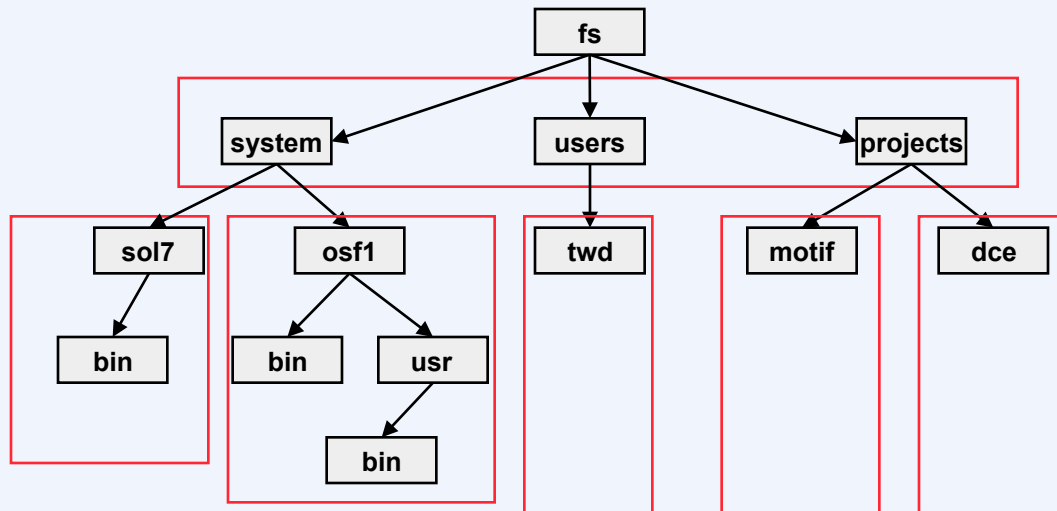 fs
system
users
projects
sol7
osf1
twd
motif
dce
bin
bin
usr
bin